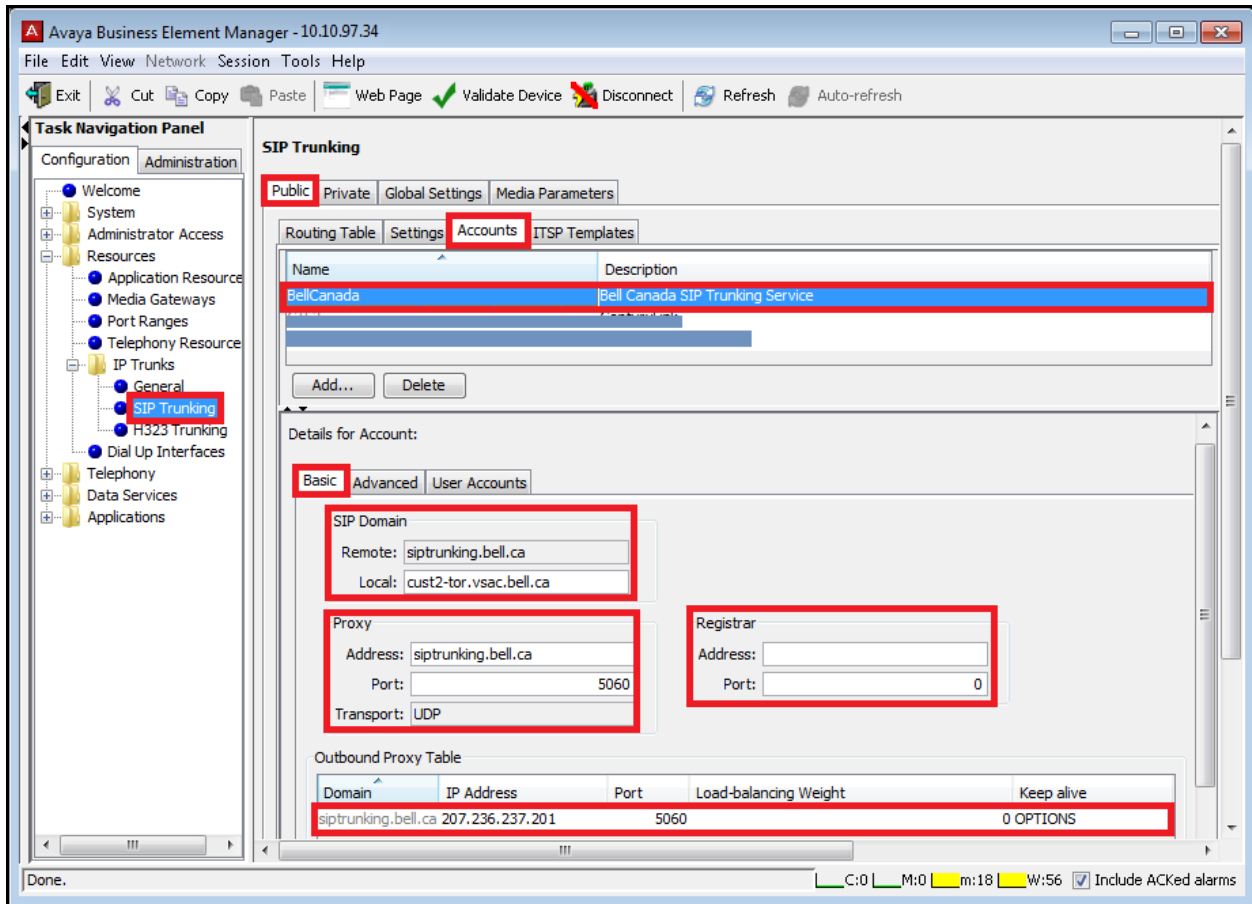 Avaya Business Element Manager - 10.10.97.34
File Edit View Network Session Tools Help
Exit Cut Copy Paste Web Page Validate Device Disconnect Refresh Auto-refresh
Task Navigation Panel
Configuration Administration
Welcome
System
Administrator Access
Resources
Application Resource
Media Gateways
Port Ranges
Telephony Resource
IP Trunks
General
SIP Trunking
H323 Trunking
Dial Up Interfaces
Telephony
Data Services
Applications
SIP Trunking
Public Private Global Settings Media Parameters
Routing Table Settings Accounts ITSP Templates
Name Description
BellCanada Bell Canada SIP Trunking Service
Add... Delete
Details for Account:
Basic Advanced User Accounts
SIP Domain
Remote: siptrunking.bell.ca
Local: cust2-tor.vsac.bell.ca
Proxy
Address: siptrunking.bell.ca
Port: 5060
Transport: UDP
Registrar
Address:
Port: 0
Outbound Proxy Table
Domain IP Address Port Load-balancing Weight Keep alive
siptrunking.bell.ca 207.236.237.201 5060 0 OPTIONS
Done.
C:0 M:0 m:18 W:56 Include ACKed alarms